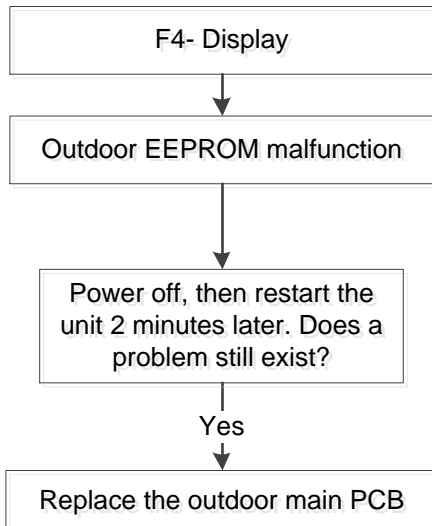 F4- Display
Outdoor EEPROM malfunction
Power off, then restart the
unit 2 minutes later. Does a
problem still exist?
Yes
Replace the outdoor main PCB